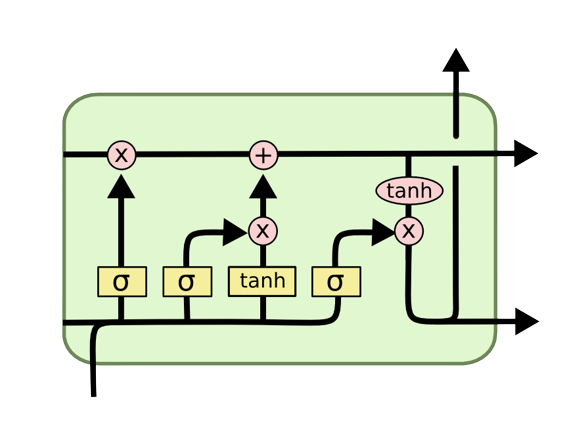 x +
tanh
x x
σ σ tanh σ